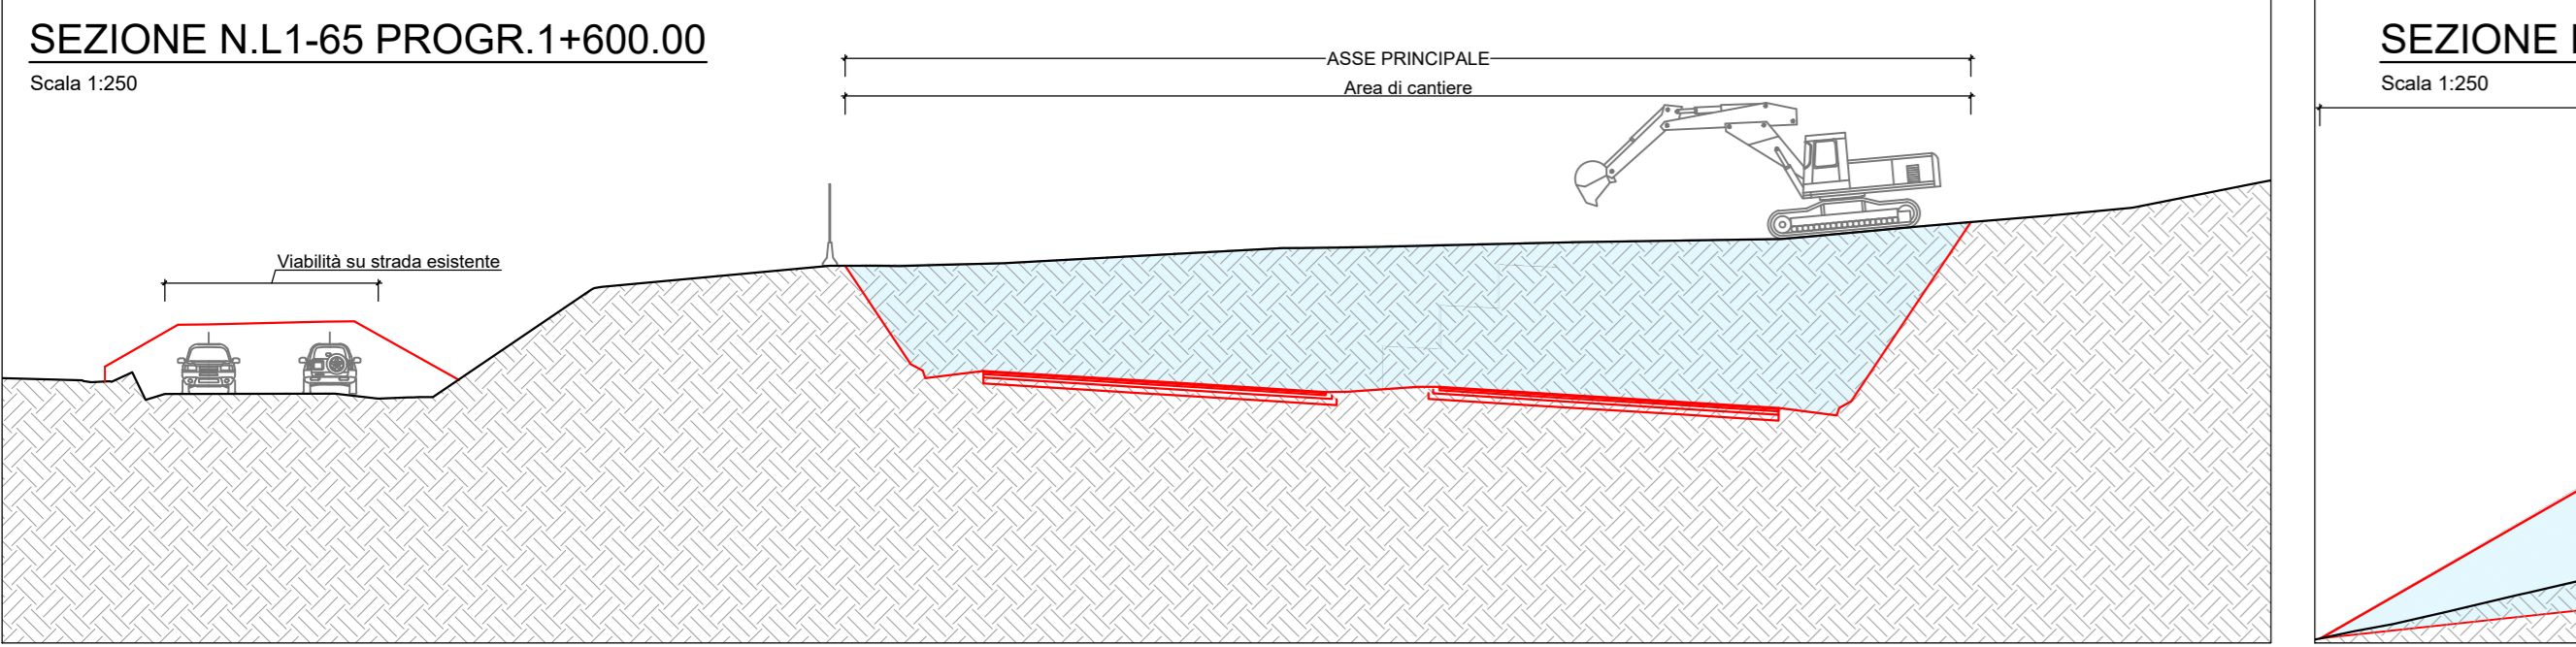 SEZIONE N.L1-65 PROGR.1+600.00
Scala 1:250
ASSE PRINCIPALE
Area di cantiere
Viabilità su strada esistente
SEZIONE
Scala 1:250